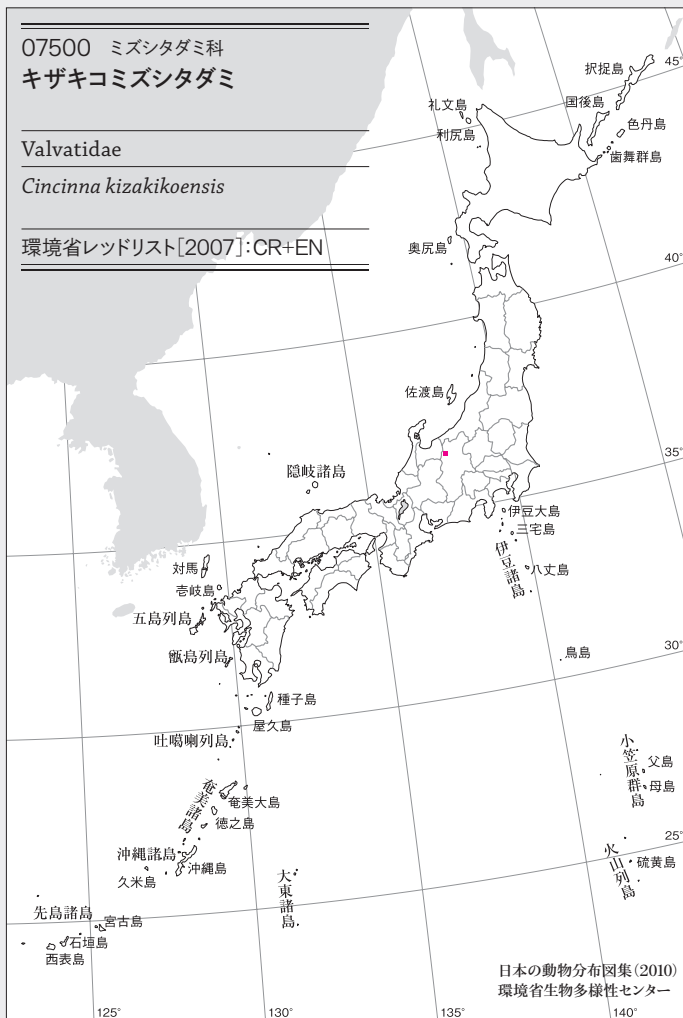 07500 ミズシタダミ科
キザキコミズシタダミ
Valvatidae
Cincinna kizakikoensis
環境省レッドリスト[2007]:CR+EN
択捉島
45°
礼文島
国後島
色丹島
利尻島
歯舞群島
奥尻島
40°
佐渡島
35°
隠岐諸島
伊豆大島
三宅島
伊豆諸島
八丈島
対馬
壱岐島
五島列島
甑島列島
鳥島
30°
種子島
屋久島
吐噶喇列島
小笠原群島
父島
母島
奄美諸島
奄美大島
徳之島
25°
沖縄諸島
沖縄島
久米島
火山列島
硫黄島
大東諸島
先島諸島
宮古島
石垣島
西表島
日本の動物分布図集(2010)
環境省生物多様性センター
125°
130°
135°
140°